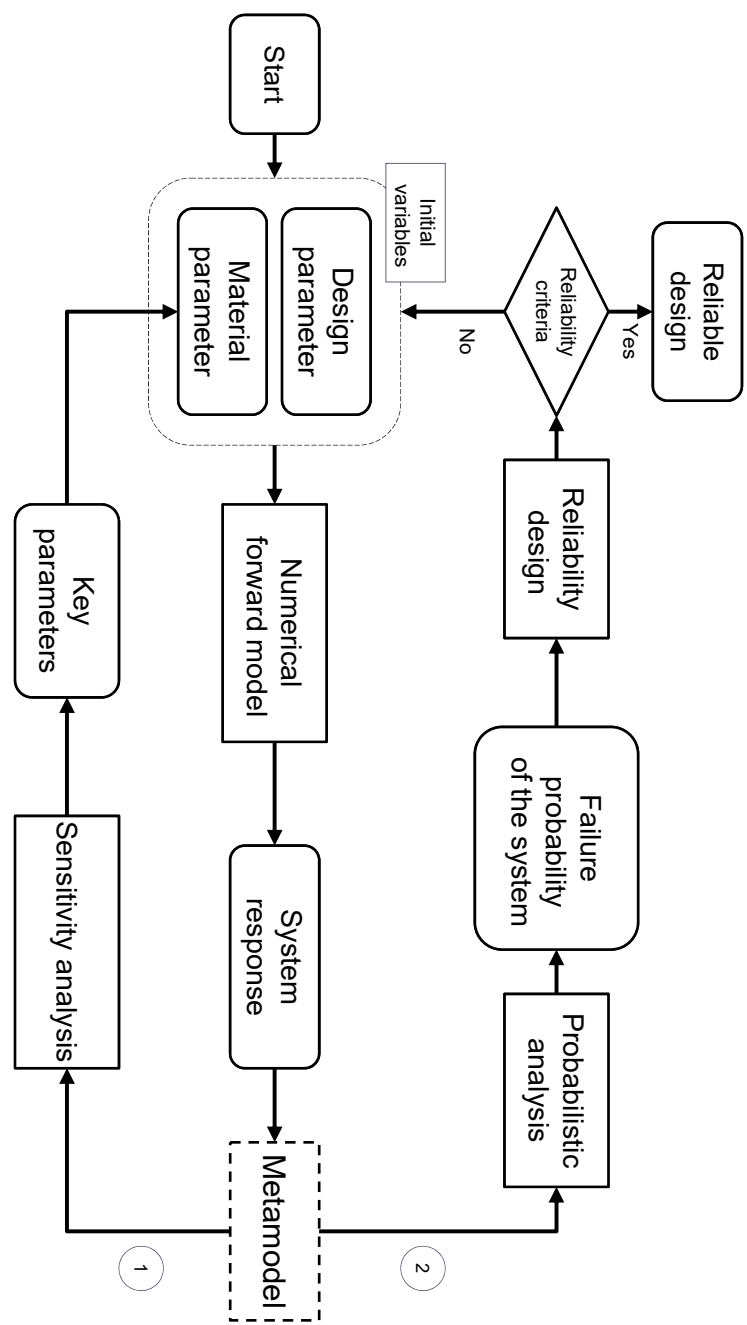 Reliable
design
Yes
Reliability
criteria
No
Reliability
design
Failure
probability
of the system
Probabilistic
analysis
2
Initial
variables
Start
Design
parameter
Material
parameter
Numerical
forward model
System
response
Metamodel
1
Key
parameters
Sensitivity analysis